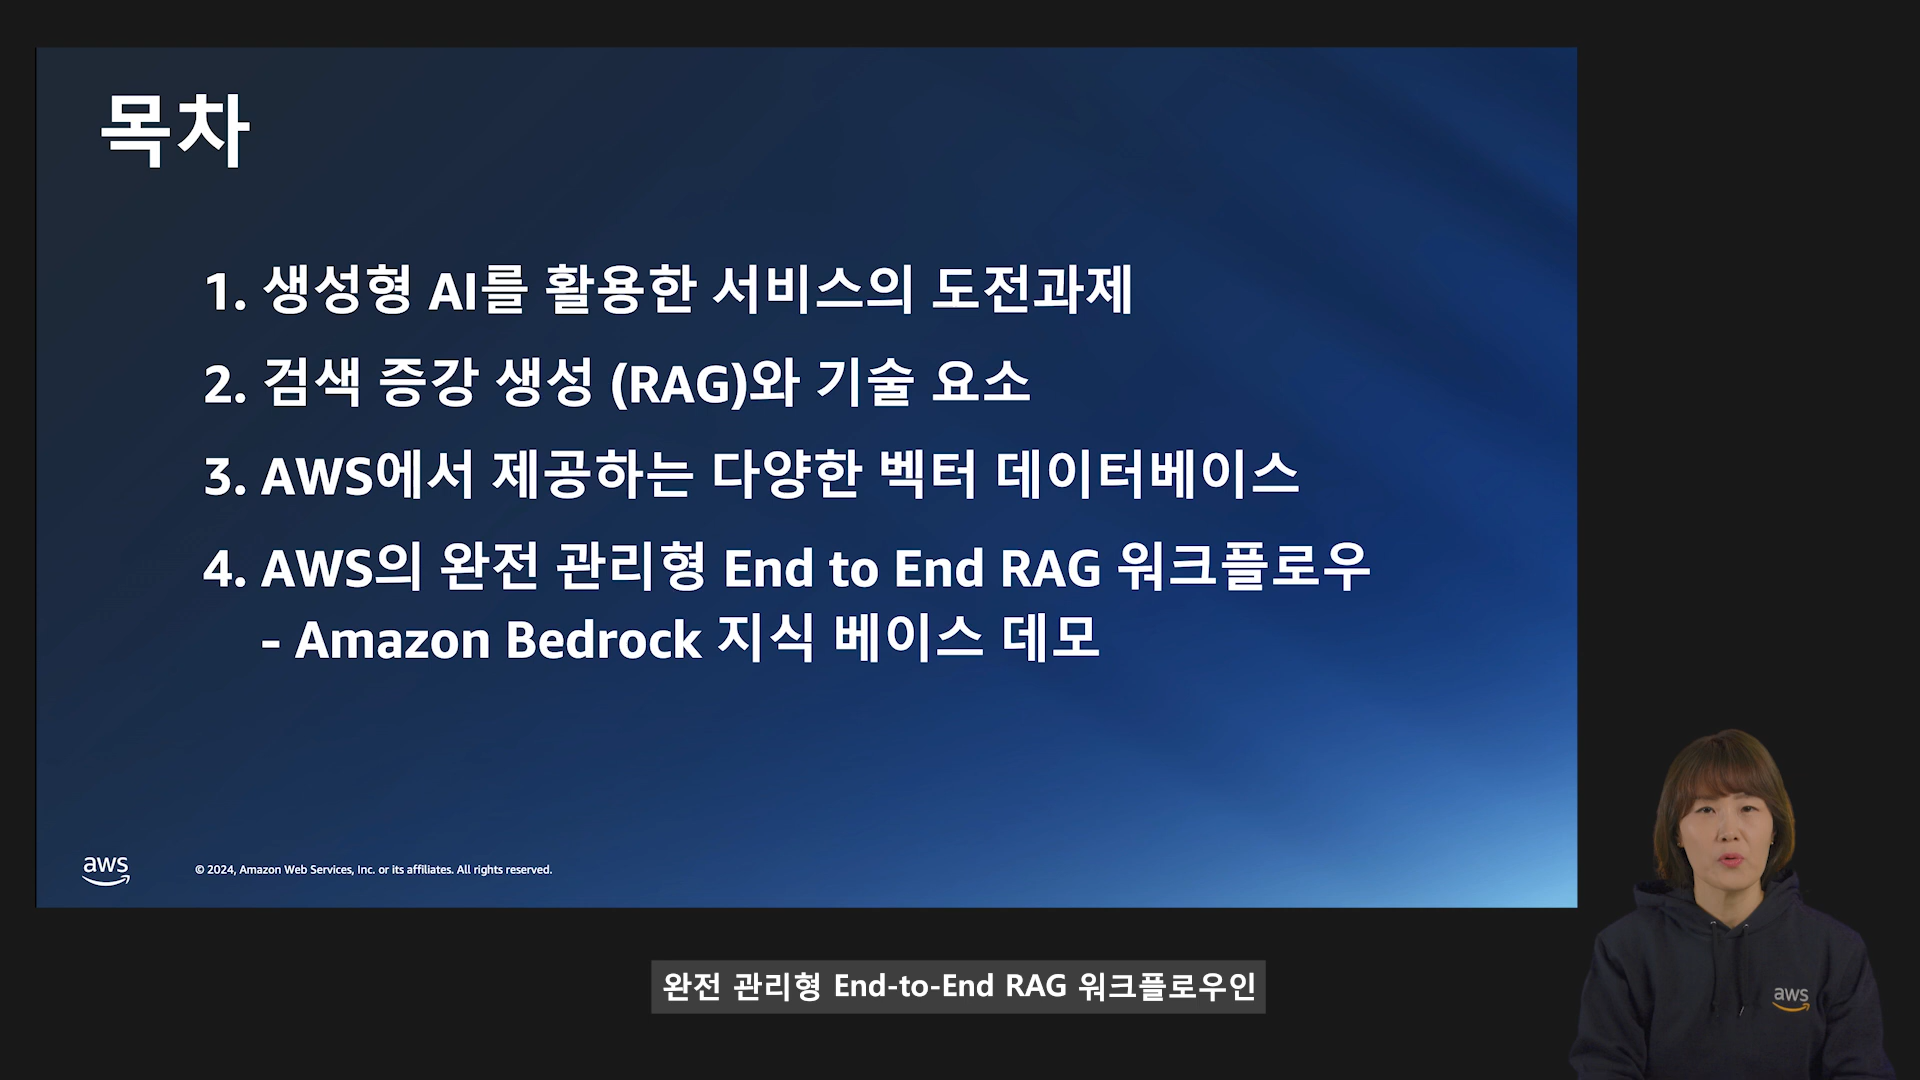 목차
1. 생성형 AI를 활용한 서비스의 도전과제
2. 검색 증강 생성 (RAG)와 기술 요소
3. AWS에서 제공하는 다양한 벡터 데이터베이스
4. AWS의 완전 관리형 End to End RAG 워크플로우
- Amazon Bedrock 지식 베이스 데모
aws
© 2024, Amazon Web Services, Inc. or its affiliates. All rights reserved.
완전 관리형 End-to-End RAG 워크플로우인
aws